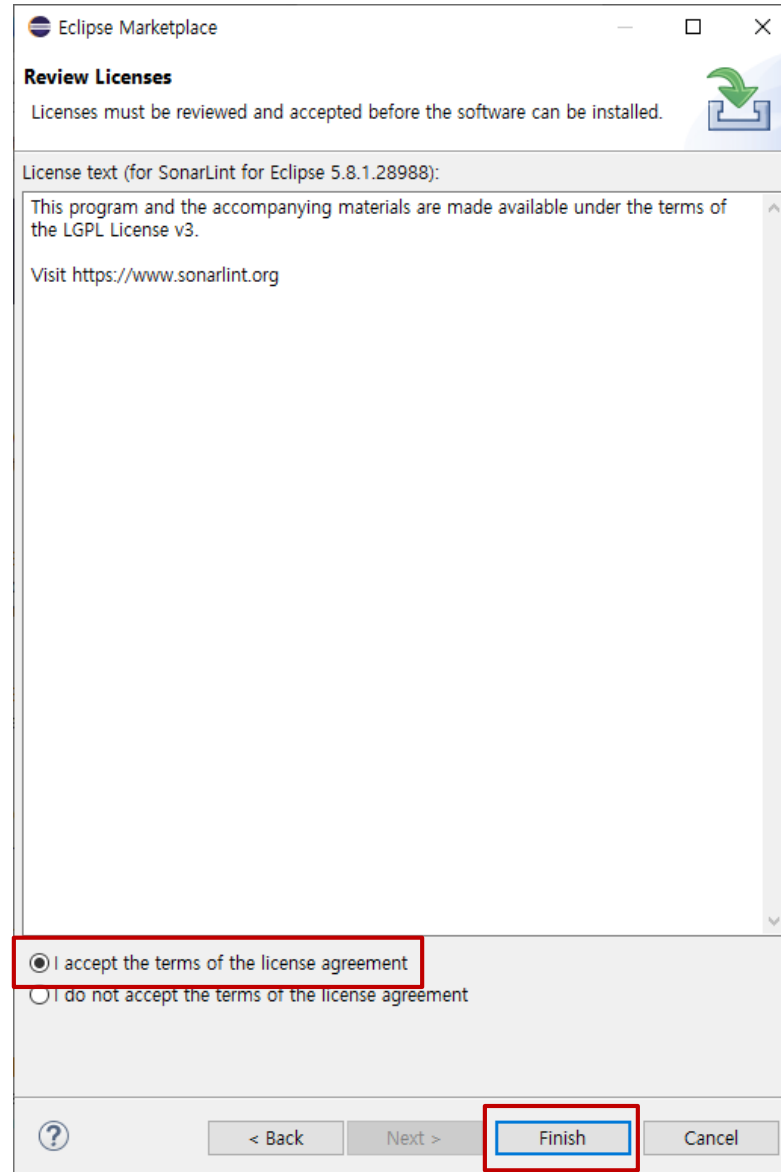 Eclipse Marketplace
Review Licenses
Licenses must be reviewed and accepted before the software can be installed.
License text (for SonarLint for Eclipse 5.8.1.28988):
This program and the accompanying materials are made available under the terms of
the LGPL License v3.
Visit https://www.sonarlint.org
I accept the terms of the license agreement
I do not accept the terms of the license agreement
?
< Back
Next >
Finish
Cancel